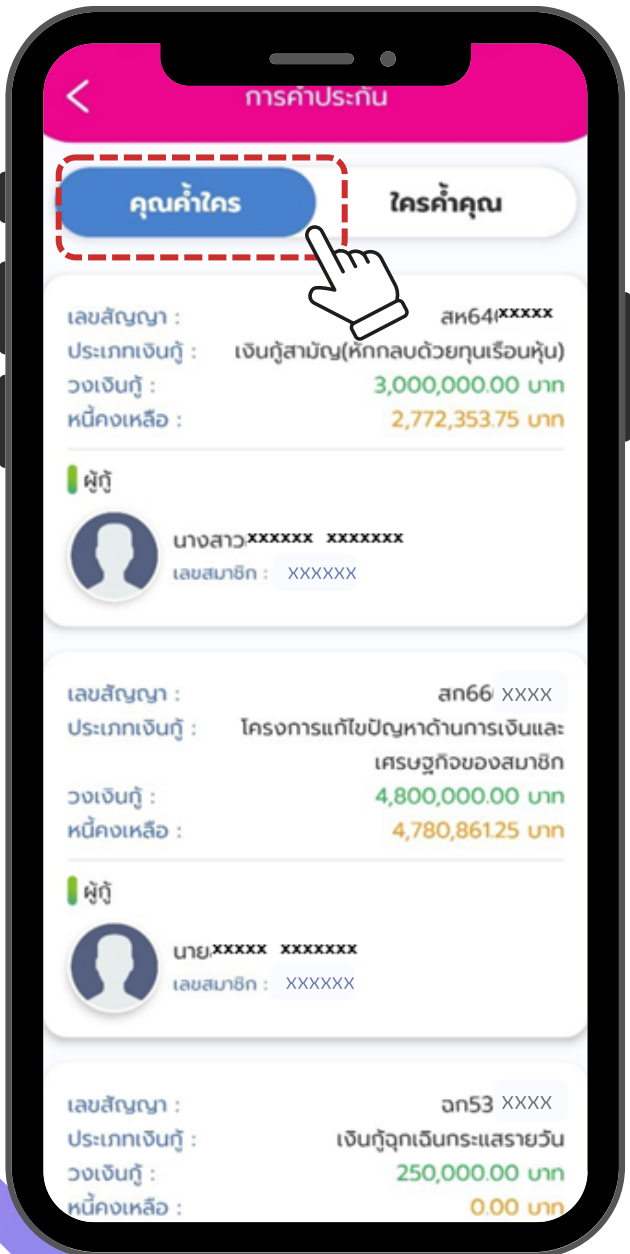 การค้ำประกัน
คุณค้ำใคร ใครค้ำคุณ
เลขสัญญา : สห640xxxxx
ประเภทเงินกู้ : เงินกู้สามัญ(หักกลบด้วยทุนเรือนหุ้น)
วงเงินกู้ : 3,000,000.00 บาท
หนี้คงเหลือ : 2,772,353.75 บาท
ผู้กู้
นางสาวxxxxxx xxxxxxx
เลขสมาชิก : XXXXXX
เลขสัญญา : สก66 XXXX
ประเภทเงินกู้ : โครงการแก้ไขปัญหาด้านการเงินและ
เศรษฐกิจของสมาชิก
วงเงินกู้ : 4,800,000.00 บาท
หนี้คงเหลือ : 4,780,861.25 บาท
ผู้กู้
นายxxxxx xxxxxxx
เลขสมาชิก : XXXXXX
เลขสัญญา : ฉก53 XXXX
ประเภทเงินกู้ : เงินกู้ฉุกเฉินกระแสรายวัน
วงเงินกู้ : 250,000.00 บาท
หนี้คงเหลือ : 0.00 บาท